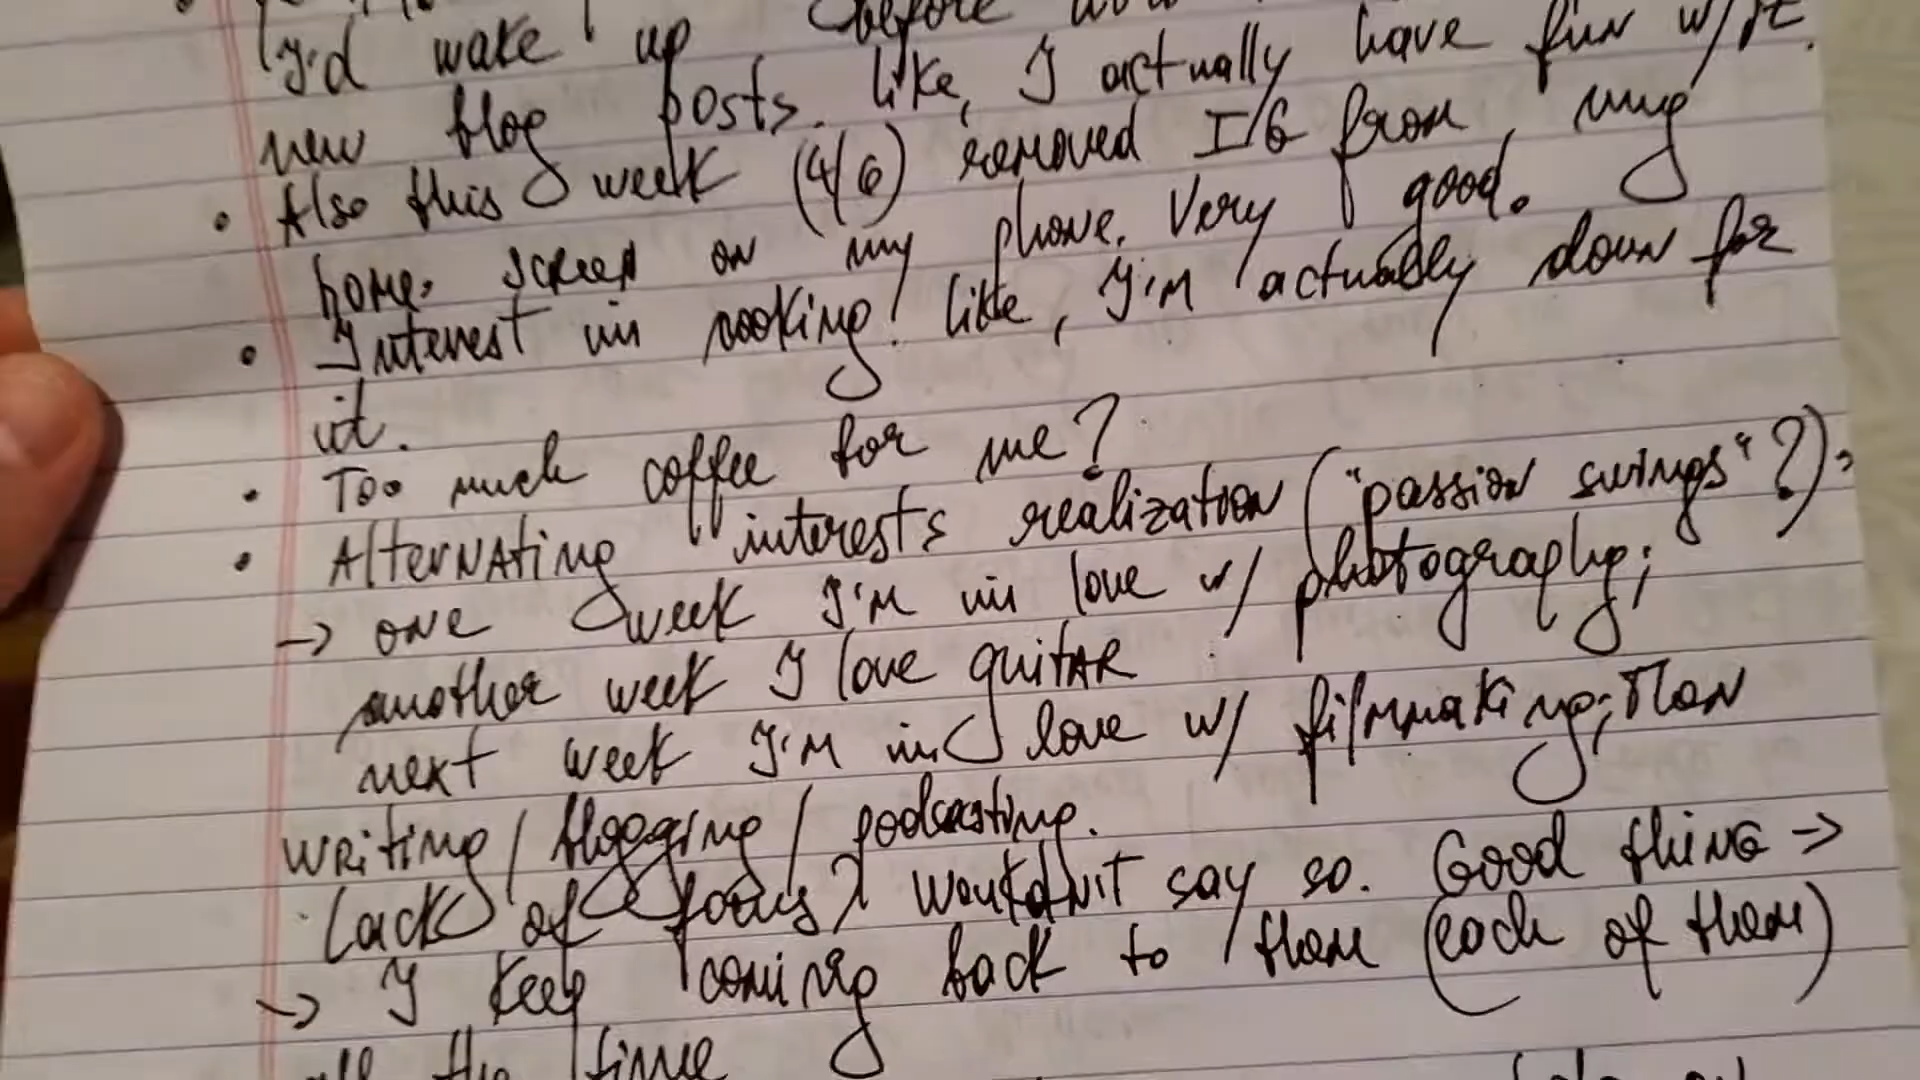 I'd wake up before
new blog posts. Like, I actually have fun w/ it.
• Also this week (4/6) removed I/G from my
home screen on my phone. Very good.
• Interest in cooking! Like, I'm actually down for
it.
• Too much coffee for me?
• Alternating interests realization ("passion swings"?):
→ one week I'm in love w/ photography;
another week I love guitar
next week I'm in love w/ filmmaking; then
writing / blogging / podcasting.
Lack of focus? Wouldn't say so. Good thing →
→ I keep coming back to them (each of them)
all the time